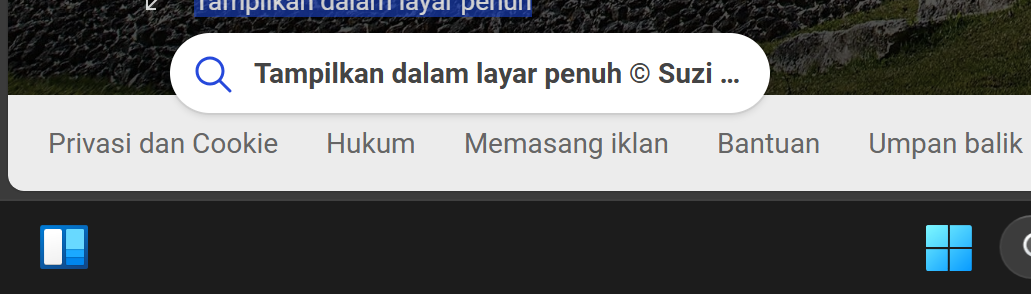 Tampilkan dalam layar penuh
Tampilkan dalam layar penuh © Suzi ...
Privasi dan Cookie Hukum Memasang iklan Bantuan Umpan balik